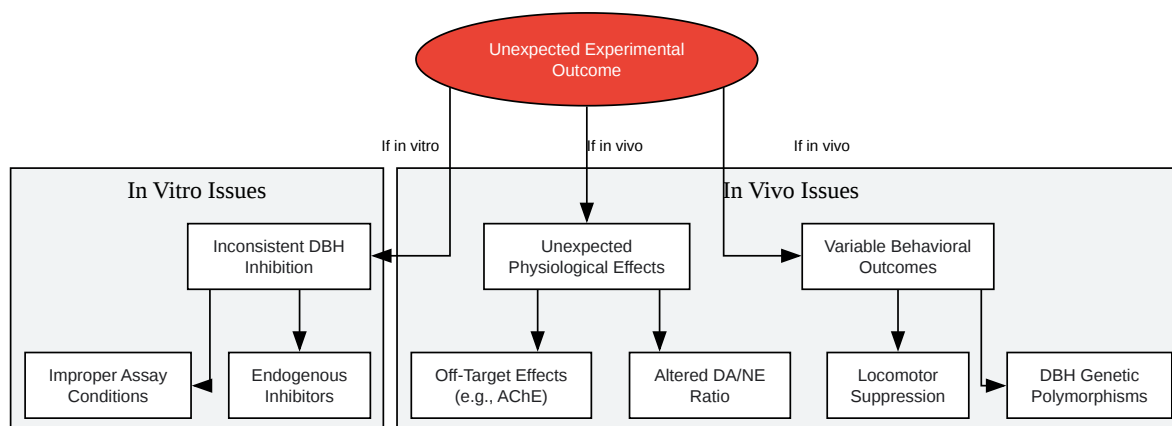 Unexpected Experimental
Outcome
If in vitro
If in vivo
If in vivo
In Vitro Issues
In Vivo Issues
Inconsistent DBH
Inhibition
Unexpected
Physiological Effects
Variable Behavioral
Outcomes
Improper Assay
Conditions
Endogenous
Inhibitors
Off-Target Effects
(e.g., AChE)
Altered DA/NE
Ratio
Locomotor
Suppression
DBH Genetic
Polymorphisms